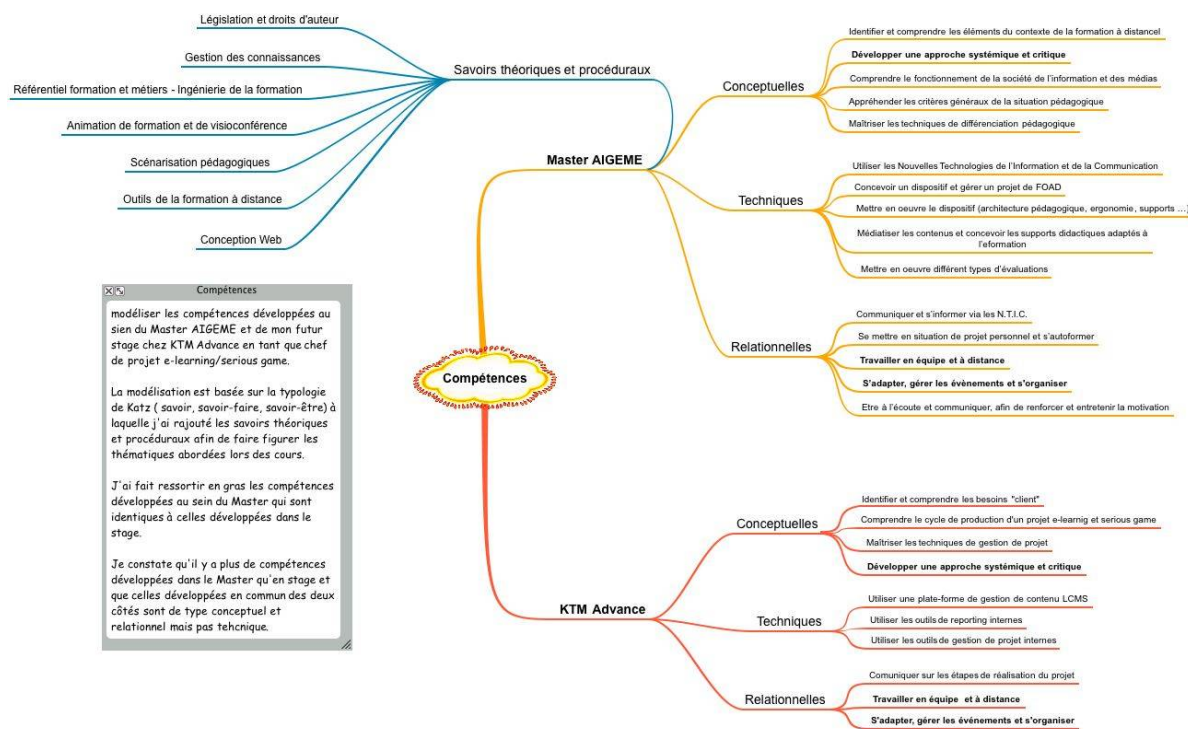 Compétences
Master AIGEME
Savoirs théoriques et procéduraux
Législation et droits d'auteur
Gestion des connaissances
Référentiel formation et métiers - Ingénierie de la formation
Animation de formation et de visioconférence
Scénarisation pédagogiques
Outils de la formation à distance
Conception Web
Conceptuelles
Identifier et comprendre les éléments du contexte de la formation à distancel
Développer une approche systémique et critique
Comprendre le fonctionnement de la société de l'information et des médias
Appréhender les critères généraux de la situation pédagogique
Maîtriser les techniques de différenciation pédagogique
Techniques
Utiliser les Nouvelles Technologies de l'Information et de la Communication
Concevoir un dispositif et gérer un projet de FOAD
Mettre en oeuvre le dispositif (architecture pédagogique, ergonomie, supports ...)
Médiatiser les contenus et concevoir les supports didactiques adaptés à
l'eformation
Mettre en oeuvre différent types d'évaluations
Relationnelles
Communiquer et s'informer via les N.T.I.C.
Se mettre en situation de projet personnel et s'autoformer
Travailler en équipe et à distance
S'adapter, gérer les évènements et s'organiser
Etre à l'écoute et communiquer, afin de renforcer et entretenir la motivation
KTM Advance
Conceptuelles
Identifier et comprendre les besoins "client"
Comprendre le cycle de production d'un projet e-learnig et serious game
Maîtriser les techniques de gestion de projet
Développer une approche systémique et critique
Techniques
Utiliser une plate-forme de gestion de contenu LCMS
Utiliser les outils de reporting internes
Utiliser les outils de gestion de projet internes
Relationnelles
Comuniquer sur les étapes de réalisation du projet
Travailler en équipe et à distance
S'adapter, gérer les événements et s'organiser
Compétences
modéliser les compétences développées au
sien du Master AIGEME et de mon futur
stage chez KTM Advance en tant que chef
de projet e-learning/serious game.
La modélisation est basée sur la typologie
de Katz ( savoir, savoir-faire, savoir-être) à
laquelle j'ai rajouté les savoirs théoriques
et procéduraux afin de faire figurer les
thématiques abordées lors des cours.
J'ai fait ressortir en gras les compétences
développées au sein du Master qui sont
identiques à celles développées dans le
stage.
Je constate qu'il y a plus de compétences
développées dans le Master qu'en stage et
que celles développées en commun des deux
côtés sont de type conceptuel et
relationnel mais pas tehcnique.